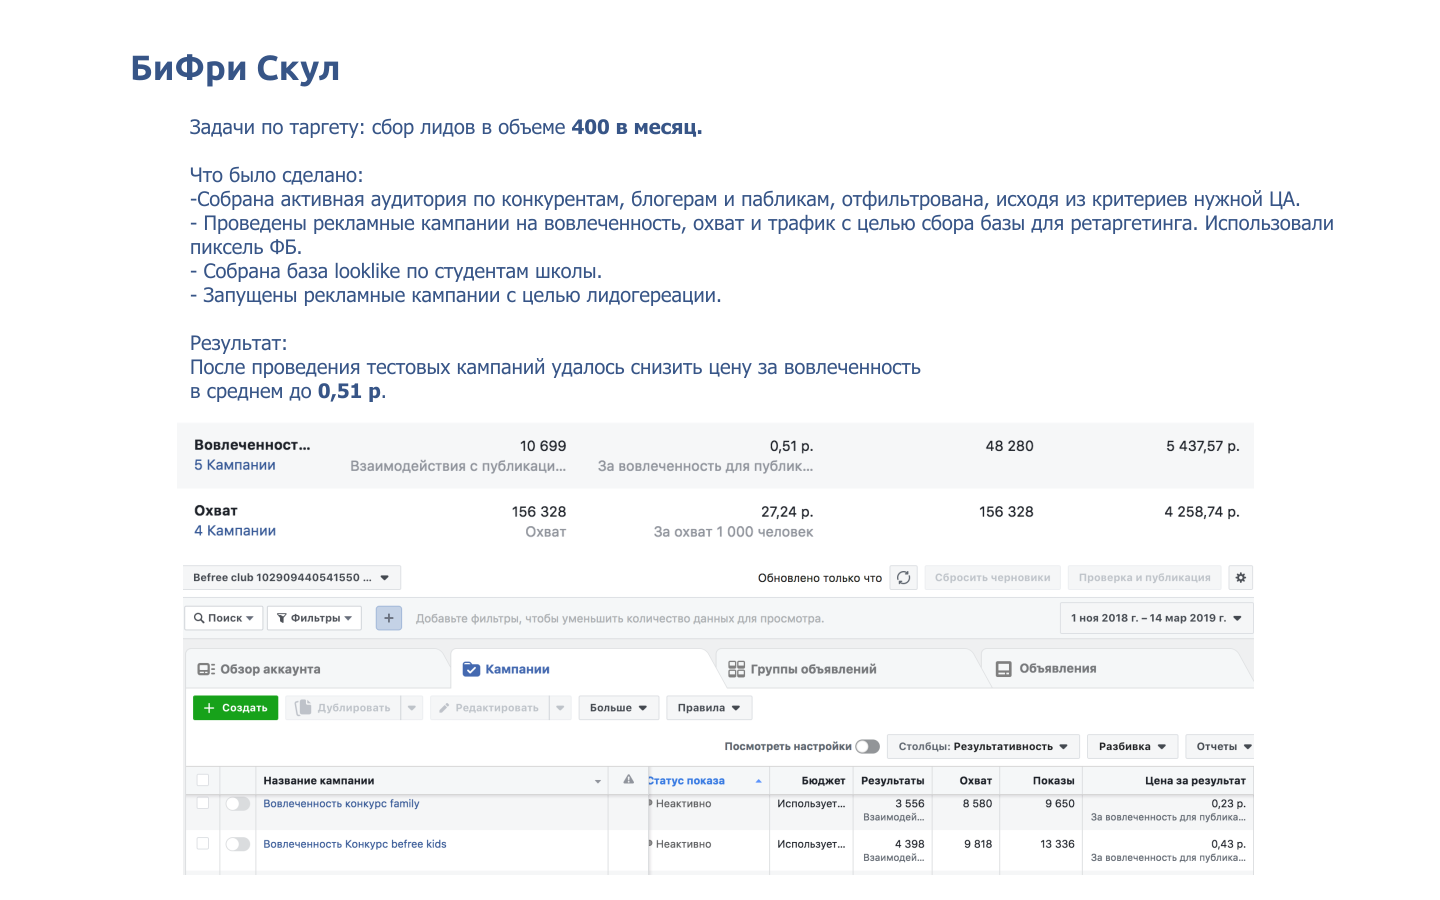 БиФри Скул
Задачи по таргету: сбор лидов в объеме 400 в месяц.
Что было сделано:
-Собрана активная аудитория по конкурентам, блогерам и пабликам, отфильтрована, исходя из критериев нужной ЦА.
- Проведены рекламные кампании на вовлеченность, охват и трафик с целью сбора базы для ретаргетинга. Использовали
пиксель ФБ.
- Собрана база looklike по студентам школы.
- Запущены рекламные кампании с целью лидогереации.
Результат:
После проведения тестовых кампаний удалось снизить цену за вовлеченность
в среднем до 0,51 р.
Вовлеченност... 10 699 0,51 р. 48 280 5 437,57 р.
5 Кампании Взаимодействия с публикаци... За вовлеченность для публик...
Охват 156 328 27,24 р. 156 328 4 258,74 р.
4 Кампании Охват За охват 1 000 человек
Befree club 102909440541550 ... Обновлено только что Сбросить черновики Проверка и публикация
Поиск Фильтры + Добавьте фильтры, чтобы уменьшить количество данных для просмотра. 1 ноя 2018 г. – 14 мар 2019 г.
Обзор аккаунта Кампании Группы объявлений Объявления
+ Создать Дублировать Редактировать Больше Правила
Посмотреть настройки Столбцы: Результативность Разбивка Отчеты
Название кампании Статус показа Бюджет Результаты Охват Показы Цена за результат
Вовлеченность конкурс family Неактивно Использует... 3 556 8 580 9 650 0,23 р.
Взаимодей... За вовлеченность для публика...
Вовлеченность Конкурс befree kids Неактивно Использует... 4 398 9 818 13 336 0,43 р.
Взаимодей... За вовлеченность для публика...